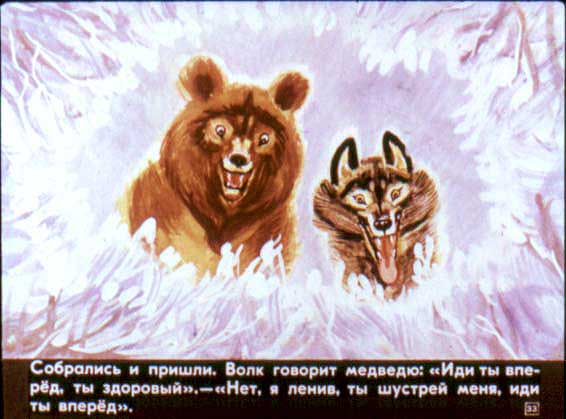 Собрались и пришли. Волк говорит медведю: «Иди ты впе-
рёд, ты здоровый».—«Нет, я ленив, ты шустрей меня, иди
ты вперёд».
33